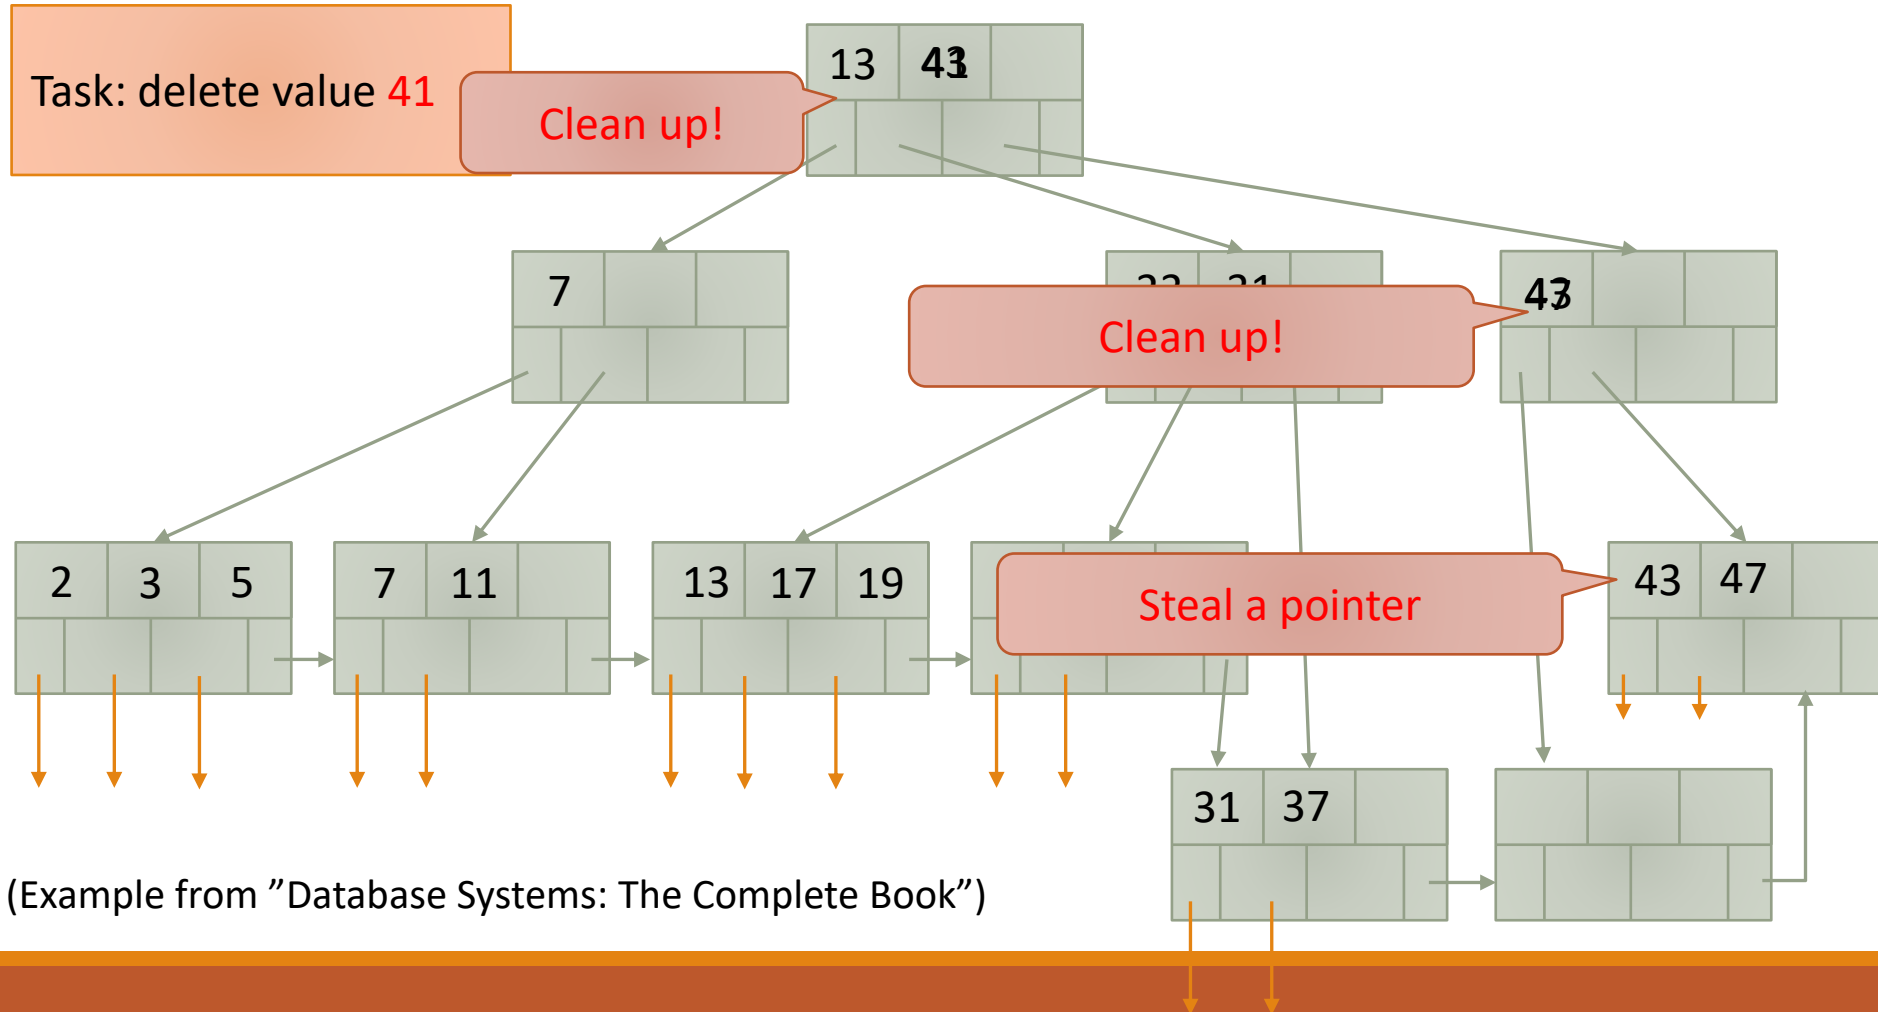 Task: delete value 41
13
Clean up!
7
Clean up!
2 3 5
7 11
13 17 19
Steal a pointer
43 47
31 37
(Example from ”Database Systems: The Complete Book”)